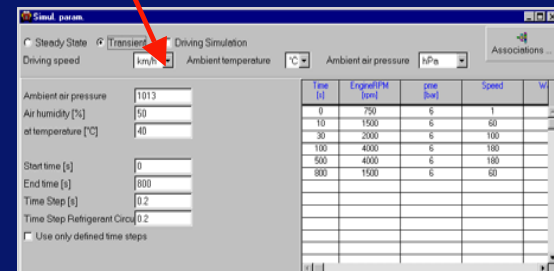 Simul. param.
Steady State Transient Driving Simulation
Associations...
Driving speed km/h Ambient temperature °C Ambient air pressure hPa
Ambient air pressure 1013
Air humidity [%] 50
at temperature [°C] 40
Start time [s] 0
End time [s] 800
Time Step [s] 0.2
Time Step Refrigerant Circu 0.2
Use only defined time steps
Time [s] EngineRPM [rpm] pme [bar] Speed W
0 750 6 1
10 1500 6 60
30 2000 6 100
100 4000 6 180
500 4000 6 180
800 1500 6 60